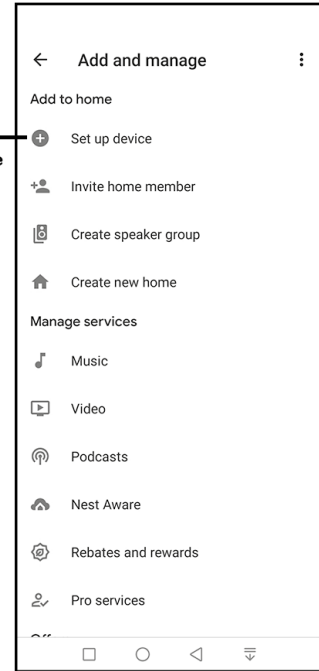 Add and manage
Add to home
Set up device
Invite home member
Create speaker group
Create new home
Manage services
Music
Video
Podcasts
Nest Aware
Rebates and rewards
Pro services